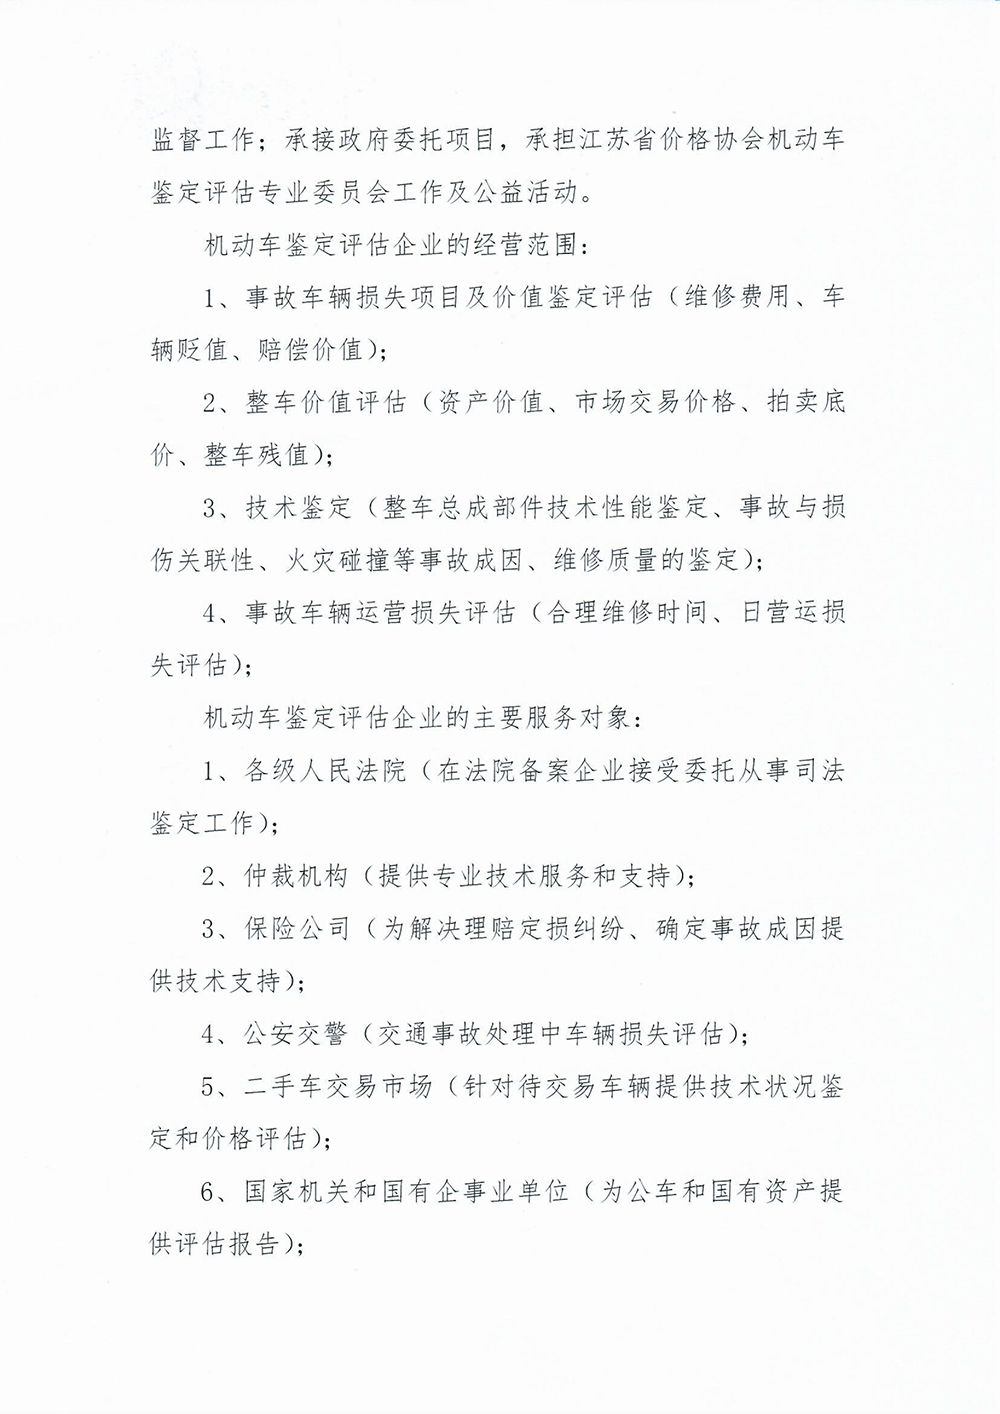 监督工作；承接政府委托项目，承担江苏省价格协会机动车
鉴定评估专业委员会工作及公益活动。
机动车鉴定评估企业的经营范围：
1、事故车辆损失项目及价值鉴定评估（维修费用、车
辆贬值、赔偿价值）；
2、整车价值评估（资产价值、市场交易价格、拍卖底
价、整车残值）；
3、技术鉴定（整车总成部件技术性能鉴定、事故与损
伤关联性、火灾碰撞等事故成因、维修质量的鉴定）；
4、事故车辆运营损失评估（合理维修时间、日营运损
失评估）；
机动车鉴定评估企业的主要服务对象：
1、各级人民法院（在法院备案企业接受委托从事司法
鉴定工作）；
2、仲裁机构（提供专业技术服务和支持）；
3、保险公司（为解决理赔定损纠纷、确定事故成因提
供技术支持）；
4、公安交警（交通事故处理中车辆损失评估）；
5、二手车交易市场（针对待交易车辆提供技术状况鉴
定和价格评估）；
6、国家机关和国有企事业单位（为公车和国有资产提
供评估报告）；